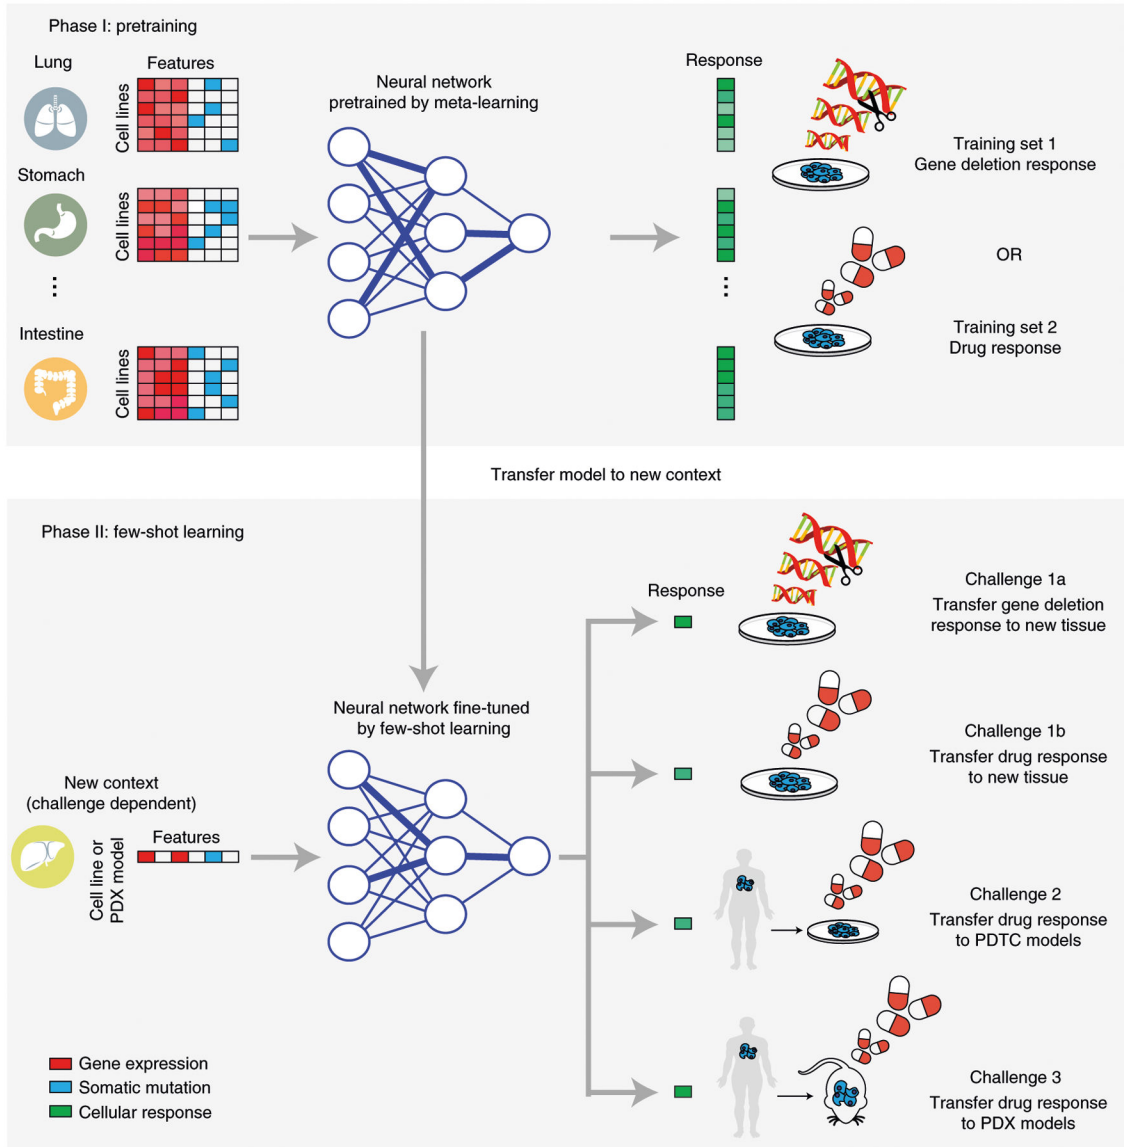 Phase I: pretraining
Lung
Features
Cell lines
Neural network
pretrained by meta-learning
Response
Training set 1
Gene deletion response
Stomach
Cell lines
OR
Training set 2
Drug response
Intestine
Cell lines
Transfer model to new context
Phase II: few-shot learning
Neural network fine-tuned
by few-shot learning
New context
(challenge dependent)
Features
Cell line or
PDX model
Response
Challenge 1a
Transfer gene deletion
response to new tissue
Challenge 1b
Transfer drug response
to new tissue
Challenge 2
Transfer drug response
to PDTC models
Challenge 3
Transfer drug response
to PDX models
Gene expression
Somatic mutation
Cellular response